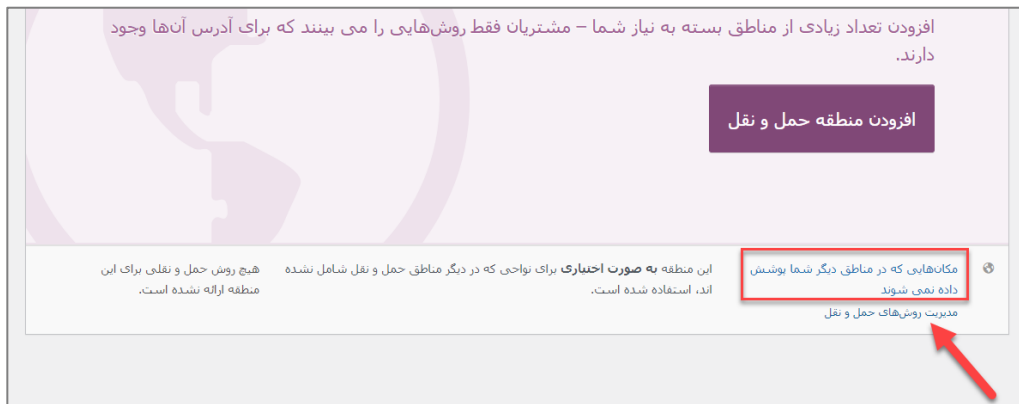 افزودن تعداد زیادی از مناطق بسته به نیاز شما – مشتریان فقط روش‌هایی را می بینند که برای آدرس آن‌ها وجود
دارند.
افزودن منطقه حمل و نقل
مکان‌هایی که در مناطق دیگر شما پوشش
داده نمی شوند
مدیریت روش‌های حمل و نقل
این منطقه به صورت اختیاری برای نواحی که در دیگر مناطق حمل و نقل شامل نشده
اند، استفاده شده است.
هیچ روش حمل و نقلی برای این
منطقه ارائه نشده است.